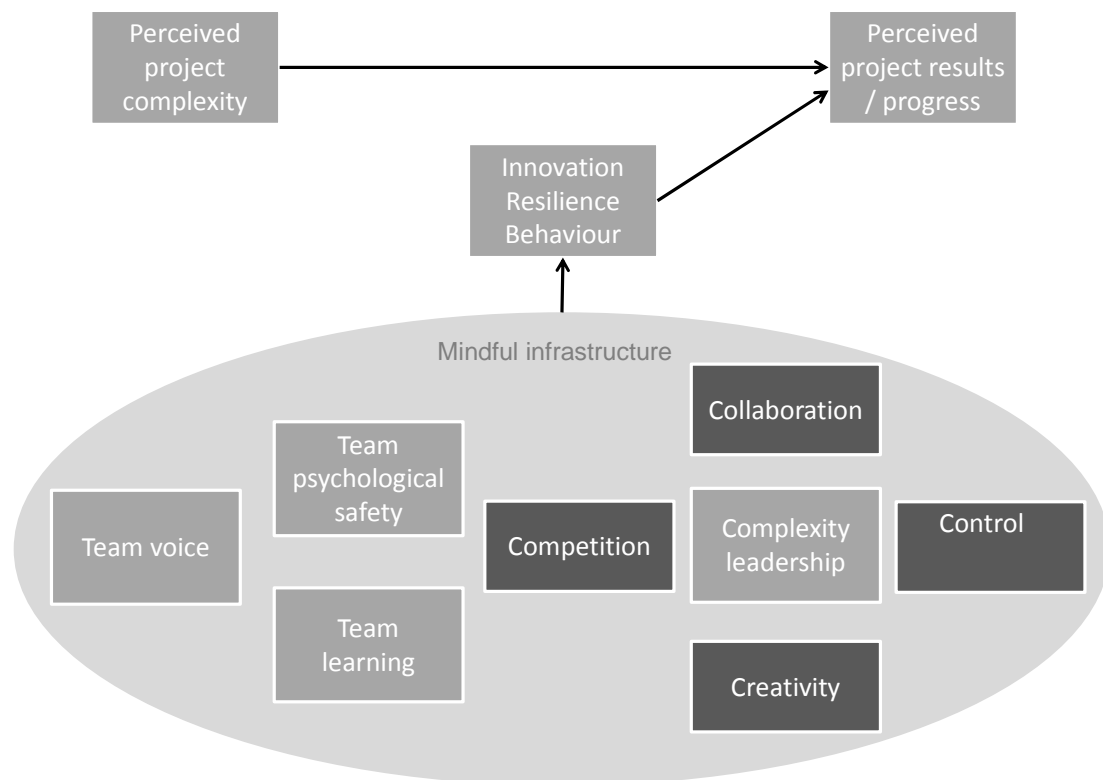 Perceived
project
complexity
Perceived
project results
/ progress
Innovation
Resilience
Behaviour
Mindful infrastructure
Collaboration
Team
psychological
safety
Team voice
Competition
Complexity
leadership
Control
Team
learning
Creativity